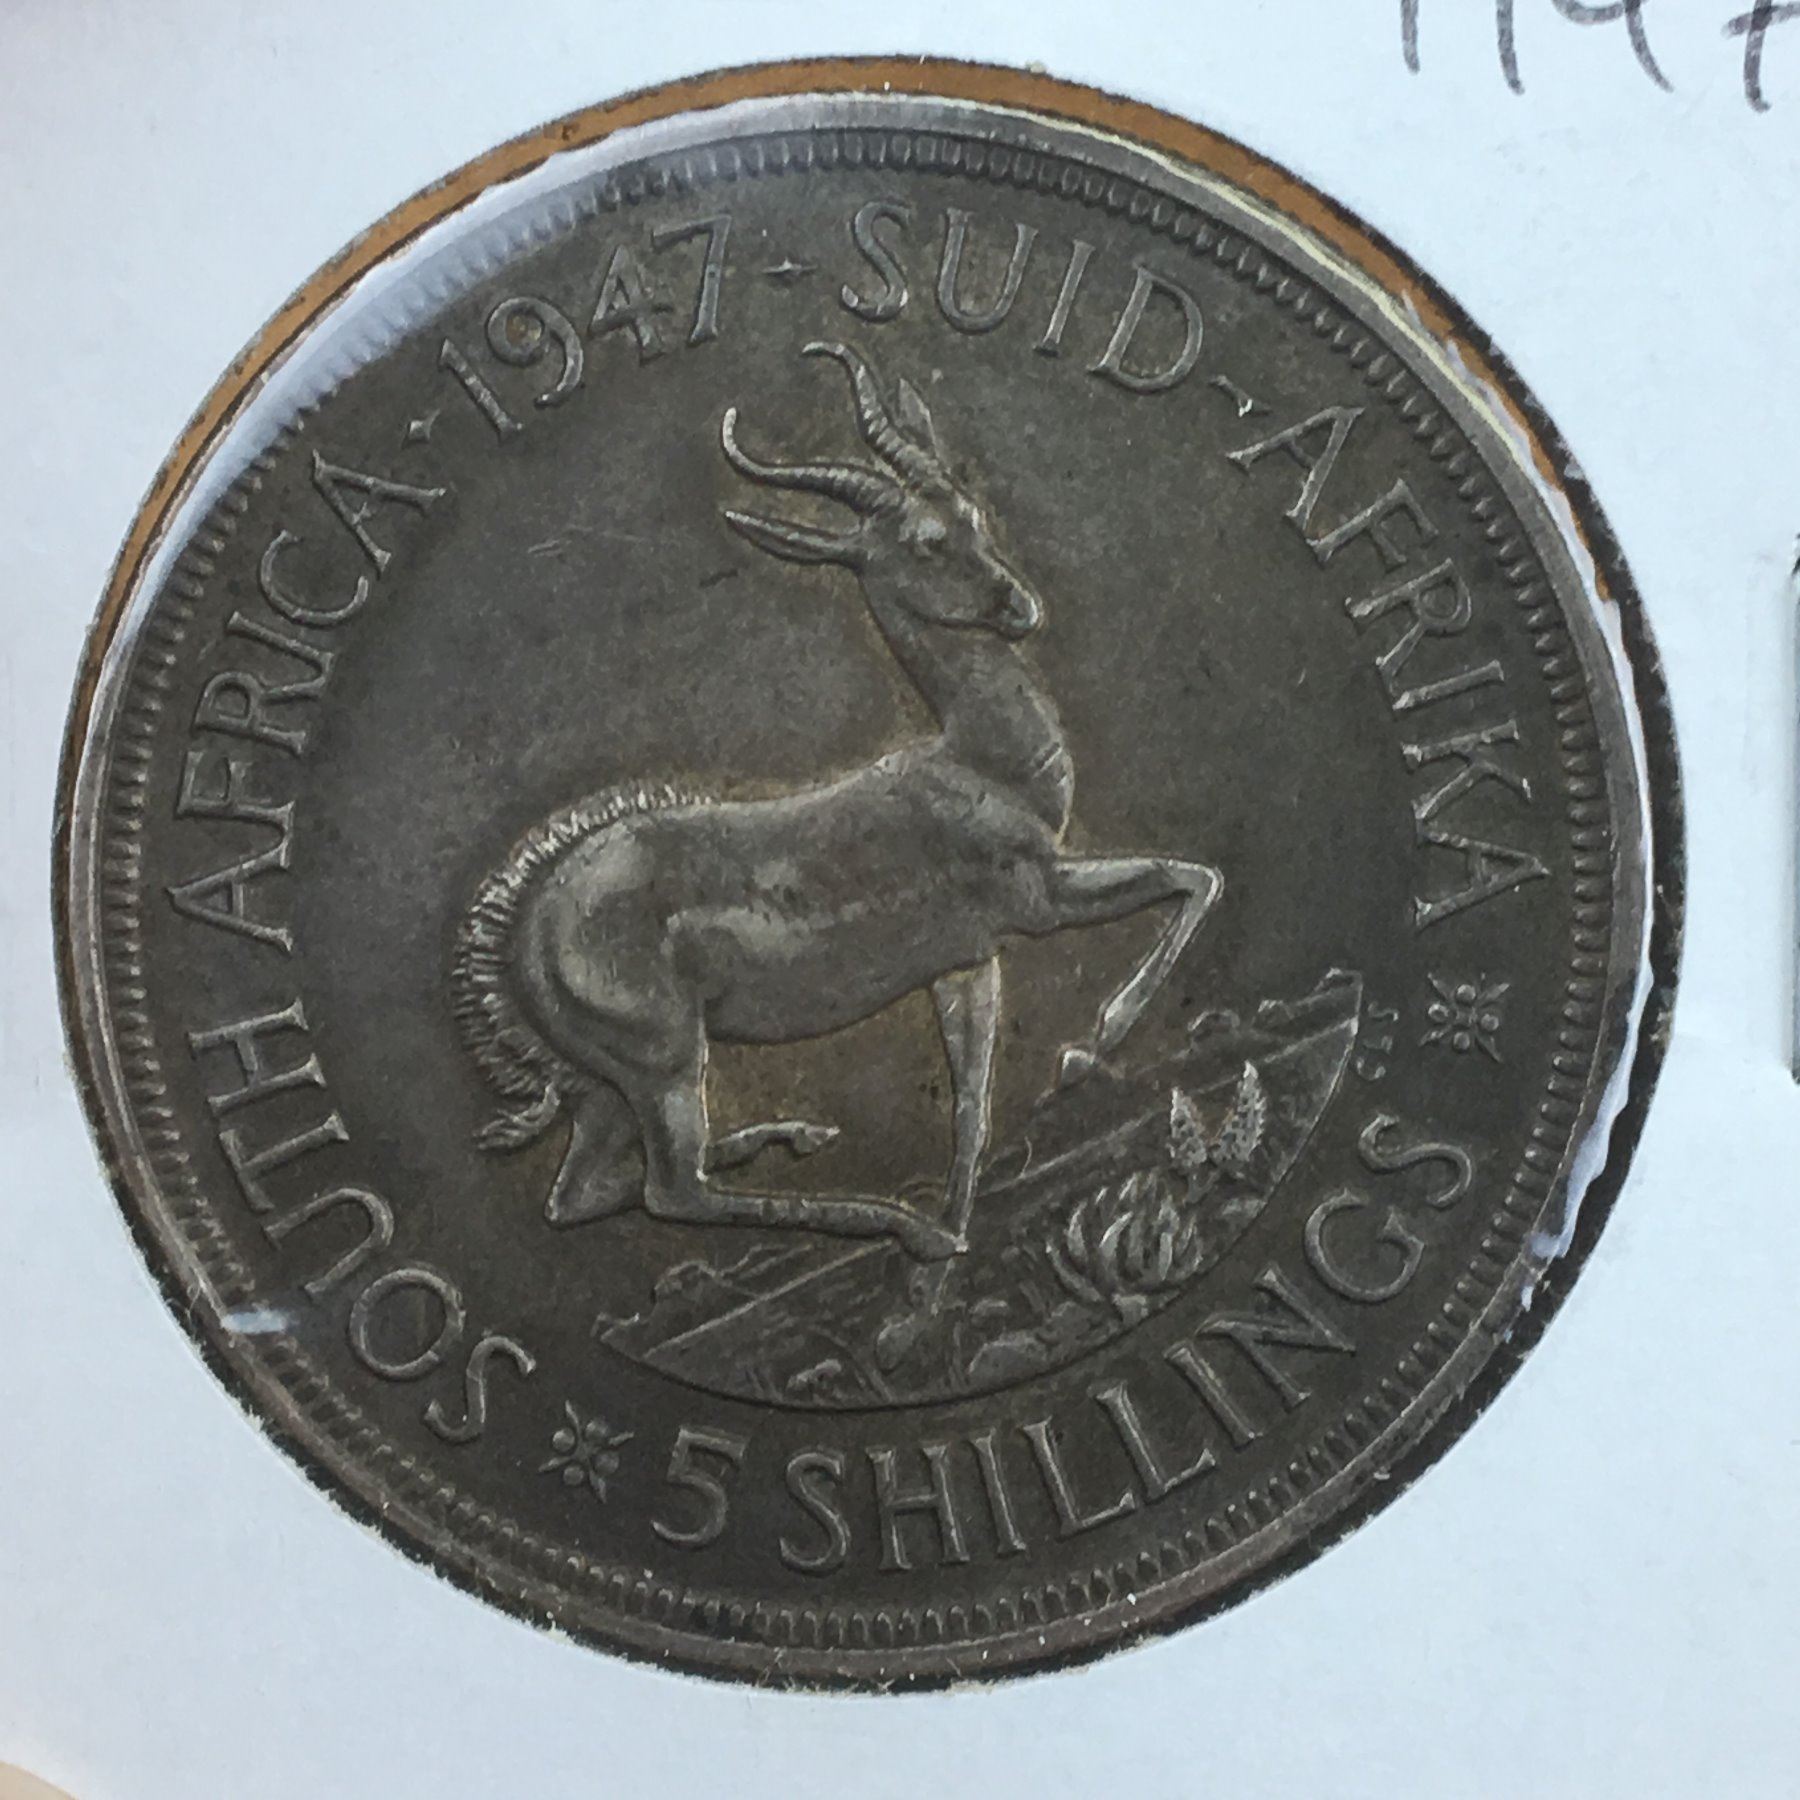 SOUTH AFRICA · 1947 · SUID-AFRIKA
5 SHILLINGS